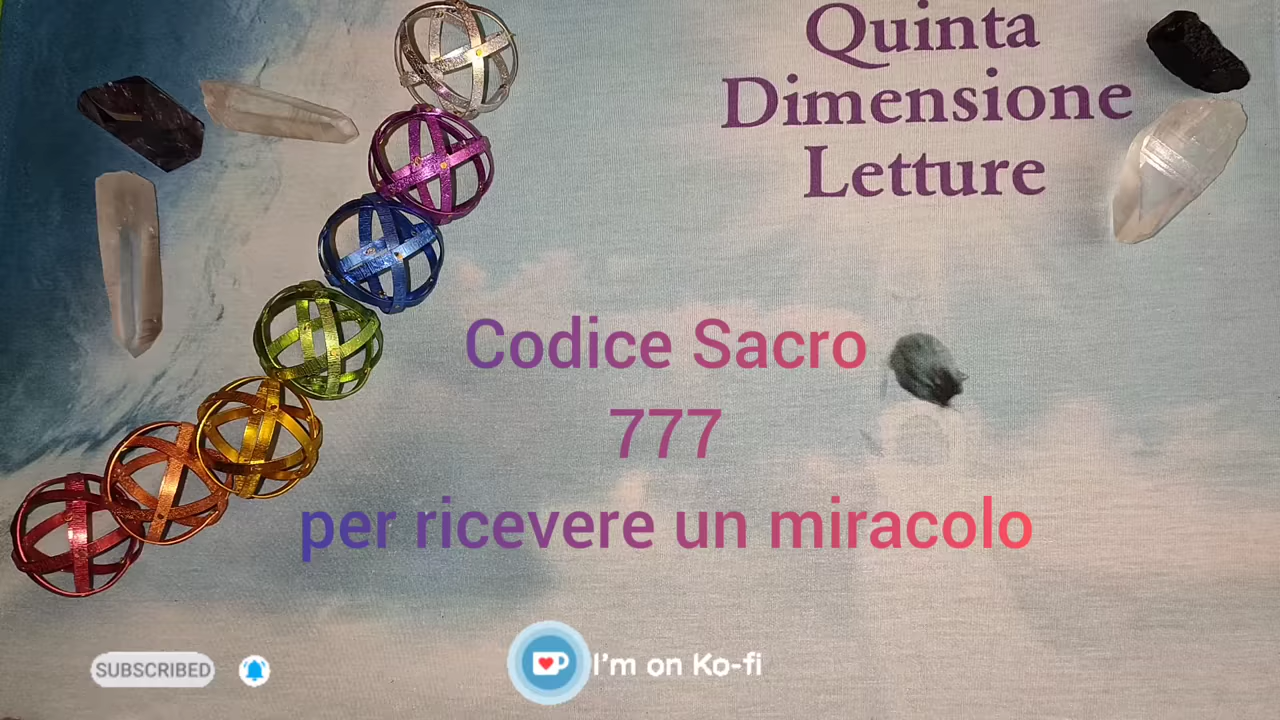 Quinta
Dimensione
Letture
Codice Sacro
777
per ricevere un miracolo
SUBSCRIBED
I'm on Ko-fi